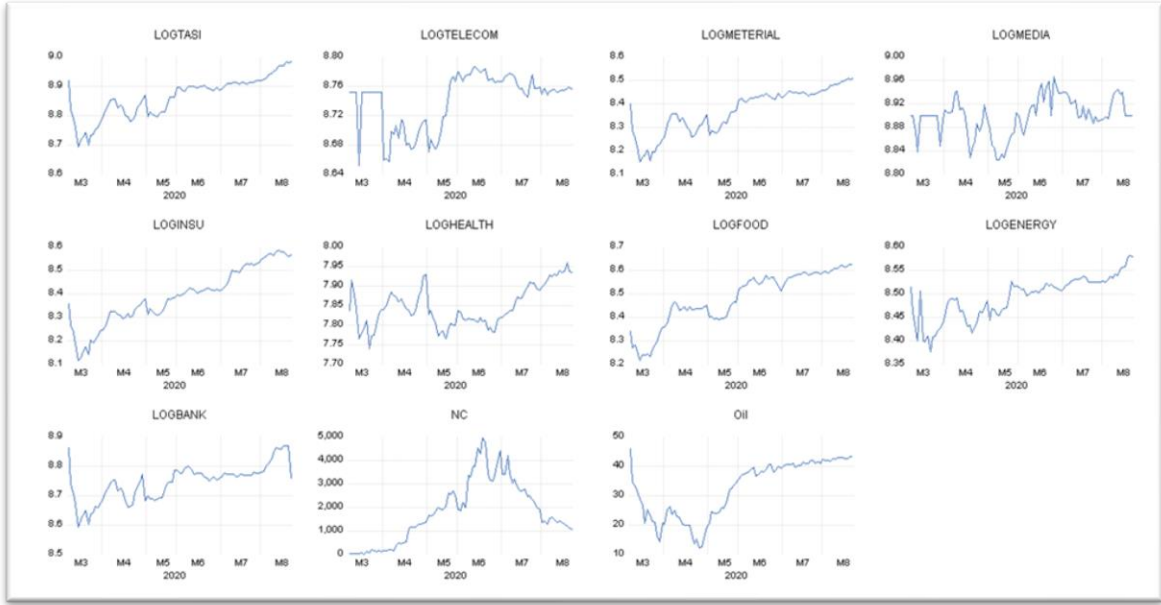 LOGTASI LOGTELECOM LOGMETERIAL LOGMEDIA
9.0 8.80 8.6 9.00
8.9 8.76 8.5 8.96
8.8 8.72 8.4 8.92
8.7 8.68 8.3 8.88
8.6 8.64 8.2 8.84
8.1 8.80
M3 M4 M5 M6 M7 M8 M3 M4 M5 M6 M7 M8 M3 M4 M5 M6 M7 M8 M3 M4 M5 M6 M7 M8
2020 2020 2020 2020
LOGINSU LOGHEALTH LOGFOOD LOGENERGY
8.6 8.00 8.7 8.60
8.5 7.95 8.6 8.55
8.4 7.90 8.5 8.50
8.3 7.85 8.4 8.45
8.2 7.80 8.3 8.40
8.1 7.75 8.2 8.35
7.70
M3 M4 M5 M6 M7 M8 M3 M4 M5 M6 M7 M8 M3 M4 M5 M6 M7 M8 M3 M4 M5 M6 M7 M8
2020 2020 2020 2020
LOGBANK NC Oil
8.9 5,000 50
8.8 4,000 40
8.7 3,000 30
8.6 2,000 20
8.5 1,000 10
0
M3 M4 M5 M6 M7 M8 M3 M4 M5 M6 M7 M8 M3 M4 M5 M6 M7 M8
2020 2020 2020